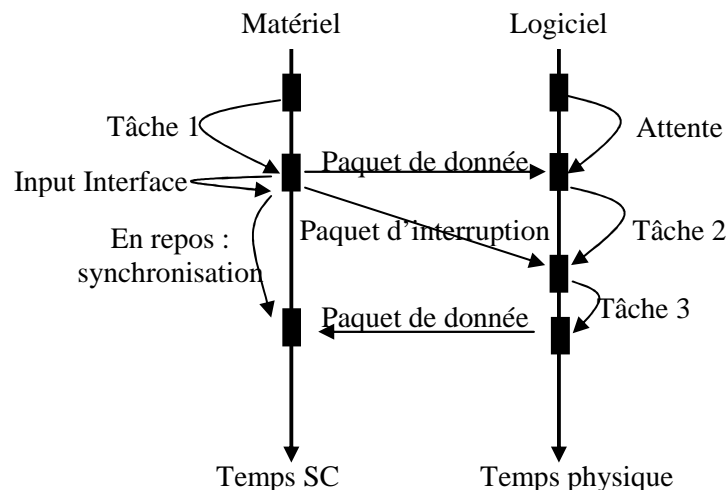 Matériel
Logiciel
Tâche 1
Attente
Paquet de donnée
Input Interface
Paquet d’interruption
Tâche 2
En repos :
synchronisation
Tâche 3
Paquet de donnée
Temps SC
Temps physique